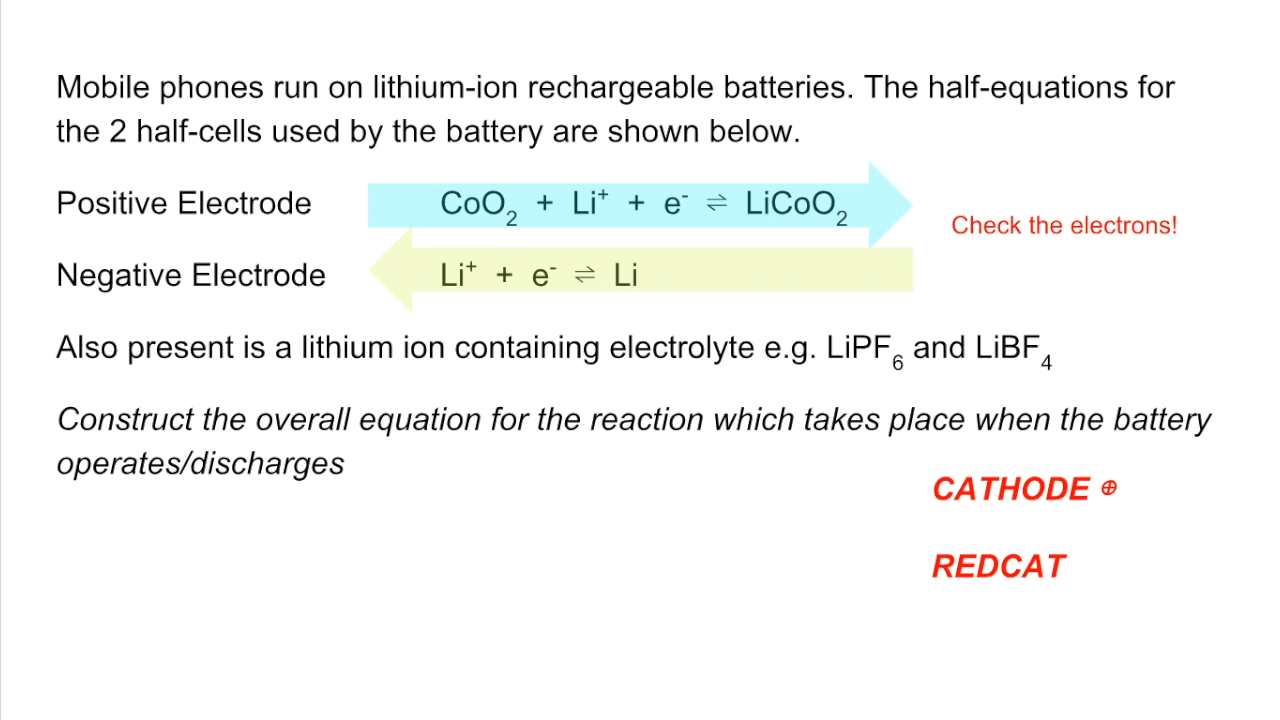 Mobile phones run on lithium-ion rechargeable batteries. The half-equations for
the 2 half-cells used by the battery are shown below.
Positive Electrode CoO₂ + Li⁺ + e⁻ ⇌ LiCoO₂
Check the electrons!
Negative Electrode Li⁺ + e⁻ ⇌ Li
Also present is a lithium ion containing electrolyte e.g. LiPF₆ and LiBF₄
Construct the overall equation for the reaction which takes place when the battery
operates/discharges
CATHODE ⊕
REDCAT